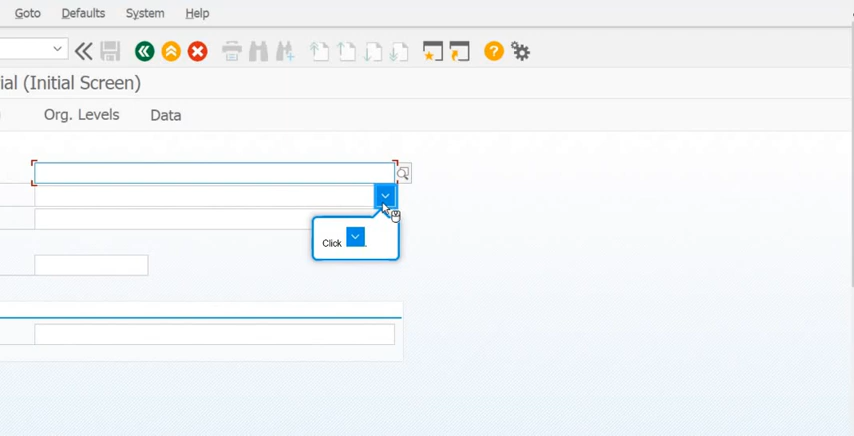 Goto Defaults System Help
ial (Initial Screen)
Org. Levels Data
Click